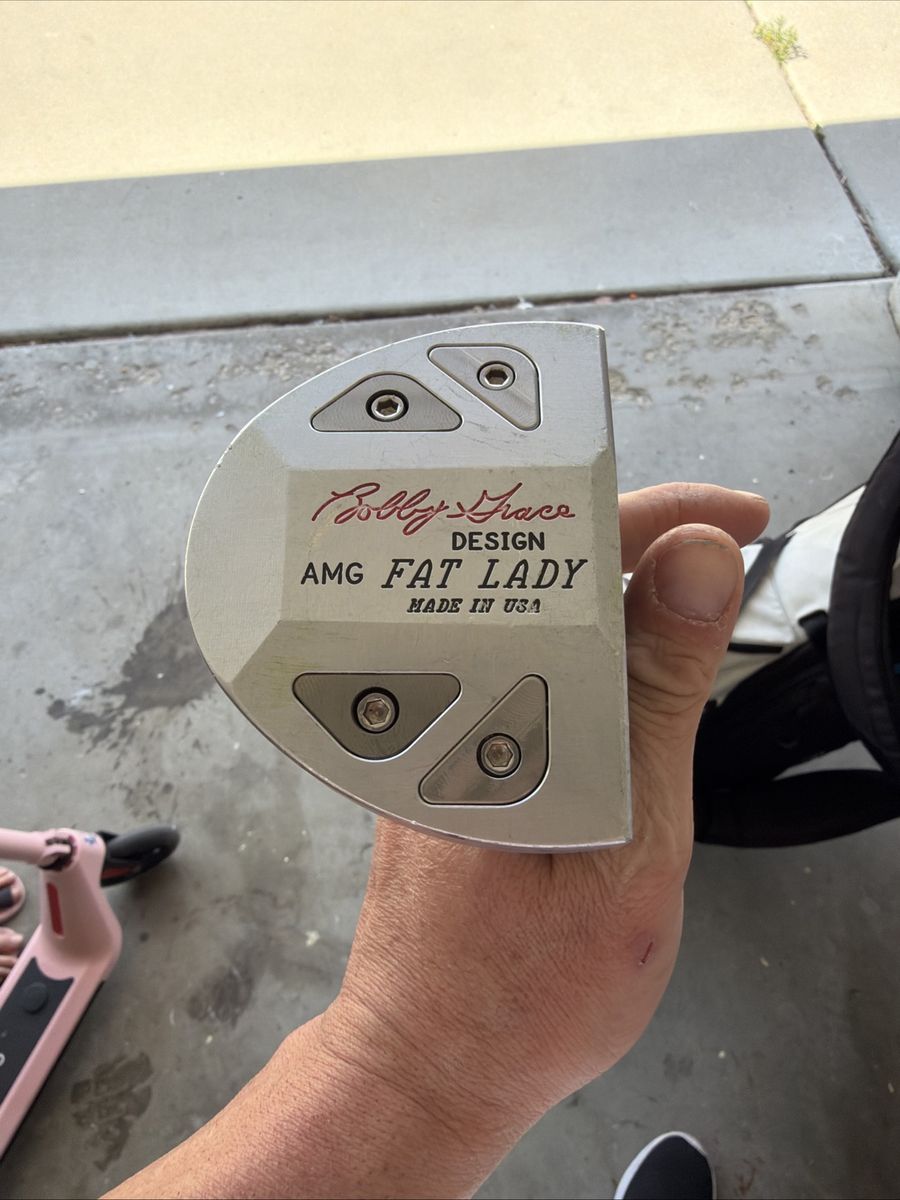 Bobby Grace
DESIGN
AMG FAT LADY
MADE IN USA